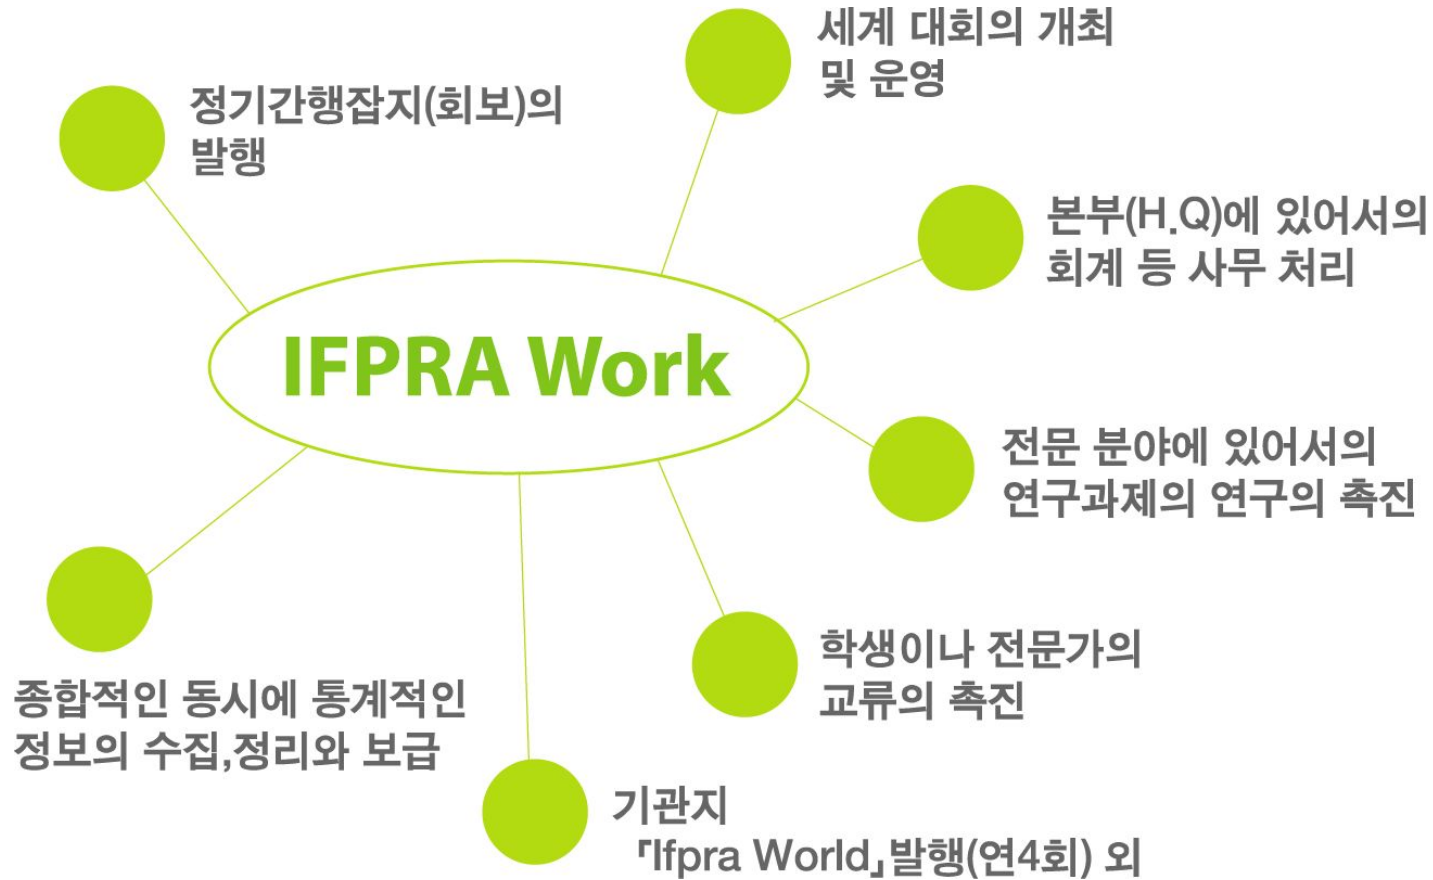 세계 대회의 개최
및 운영
정기간행잡지(회보)의
발행
본부(H.Q)에 있어서의
회계 등 사무 처리
IFPRA Work
전문 분야에 있어서의
연구과제의 연구의 촉진
학생이나 전문가의
교류의 촉진
종합적인 동시에 통계적인
정보의 수집,정리와 보급
기관지
「Ifpra World」발행(연4회) 외